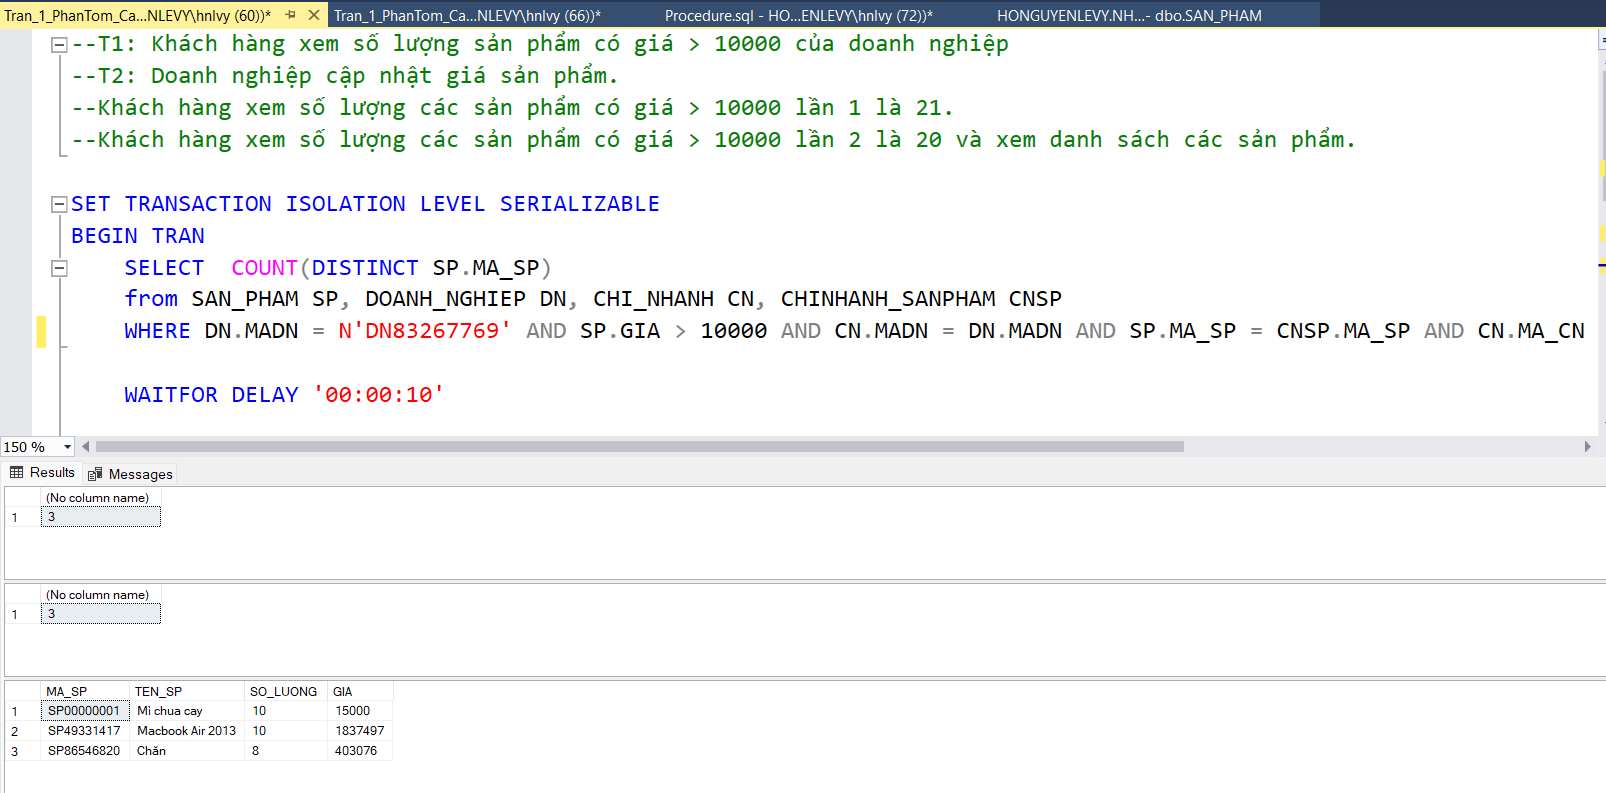 Tran_1_PhanTom_Ca...NLEVY\hnlvy (60))* Tran_1_PhanTom_Ca...NLEVY\hnlvy (66))* Procedure.sql - HO...ENLEVY\hnlvy (72))* HONGUYENLEVY.NH...- dbo.SAN_PHAM
--T1: Khách hàng xem số lượng sản phẩm có giá > 10000 của doanh nghiệp
--T2: Doanh nghiệp cập nhật giá sản phẩm.
--Khách hàng xem số lượng các sản phẩm có giá > 10000 lần 1 là 21.
--Khách hàng xem số lượng các sản phẩm có giá > 10000 lần 2 là 20 và xem danh sách các sản phẩm.
SET TRANSACTION ISOLATION LEVEL SERIALIZABLE
BEGIN TRAN
SELECT COUNT(DISTINCT SP.MA_SP)
from SAN_PHAM SP, DOANH_NGHIEP DN, CHI_NHANH CN, CHINHANH_SANPHAM CNSP
WHERE DN.MADN = N'DN83267769' AND SP.GIA > 10000 AND CN.MADN = DN.MADN AND SP.MA_SP = CNSP.MA_SP AND CN.MA_CN
WAITFOR DELAY '00:00:10'
150 %
Results Messages
(No column name)
1 3
(No column name)
1 3
MA_SP TEN_SP SO_LUONG GIA
1 SP00000001 Mì chua cay 10 15000
2 SP49331417 Macbook Air 2013 10 1837497
3 SP86546820 Chăn 8 403076